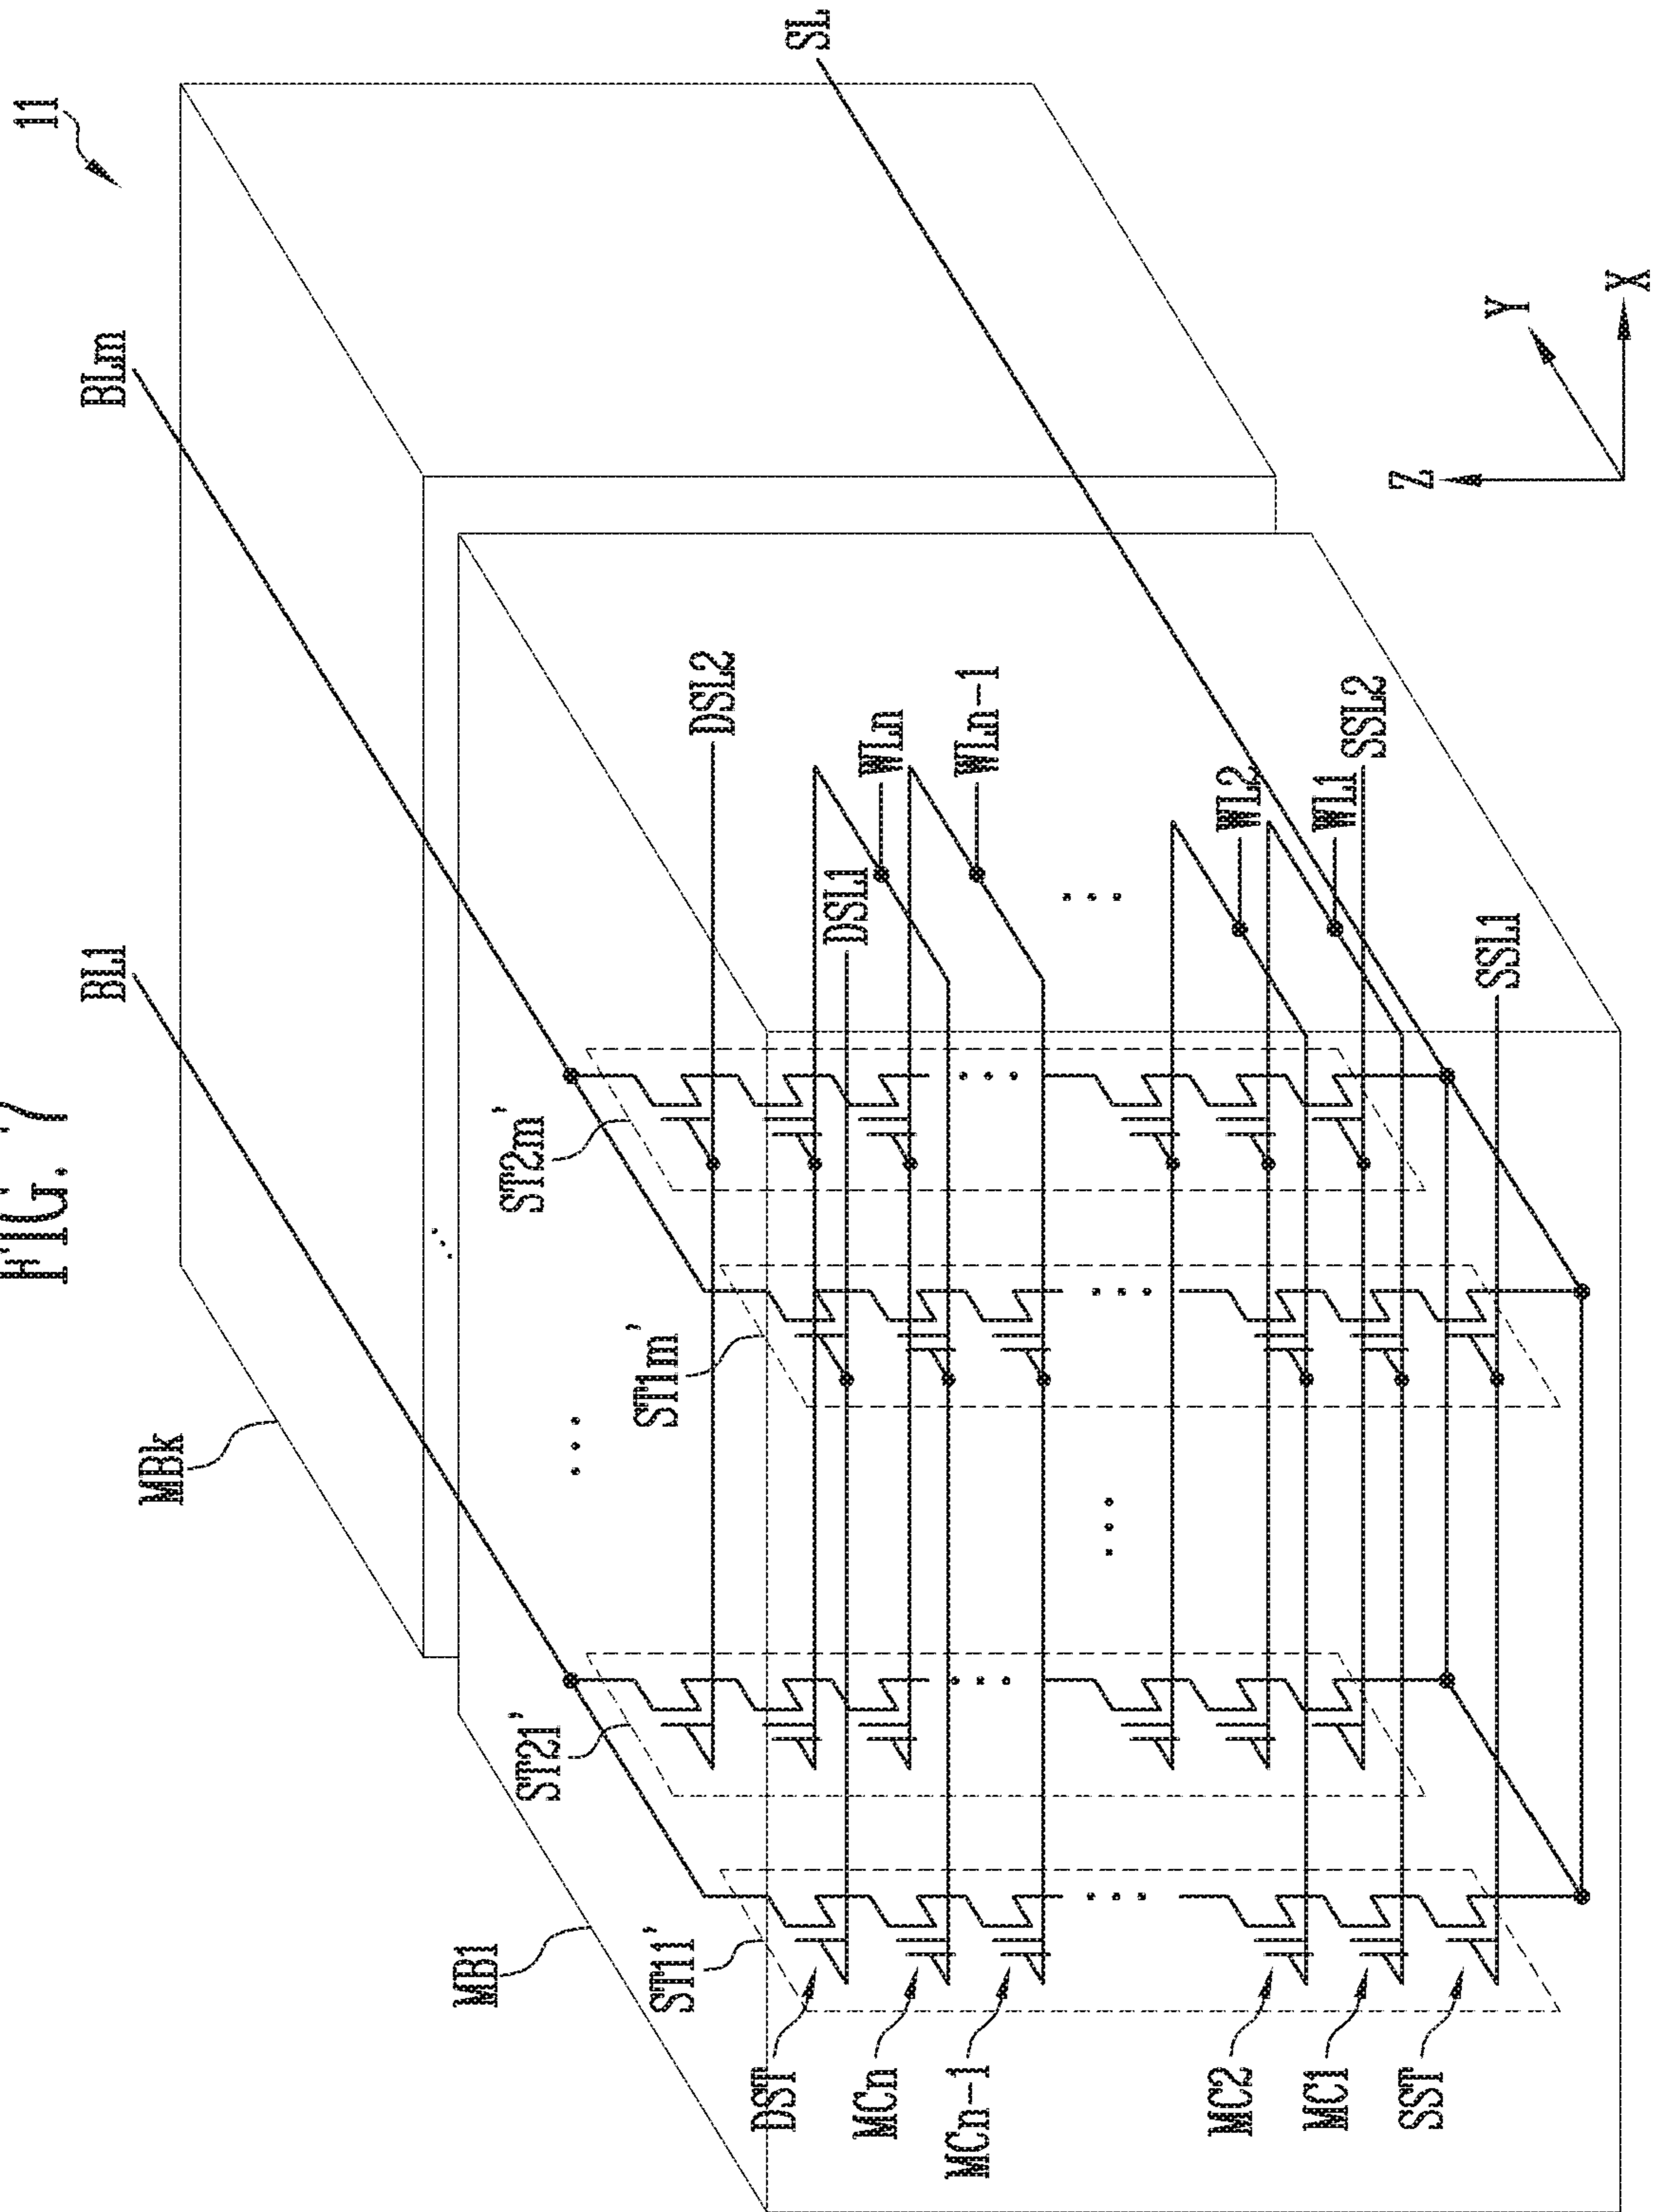 FIG. 7
11
MBk
BL1
BLm
SL
MB1
ST11'
ST21'
ST1m'
ST2m'
DSL2
WLn
DSL1
WLn-1
WL2
WL1
SSL2
SSL1
DST
MCn
MCn-1
MC2
MC1
SST
Z
Y
X